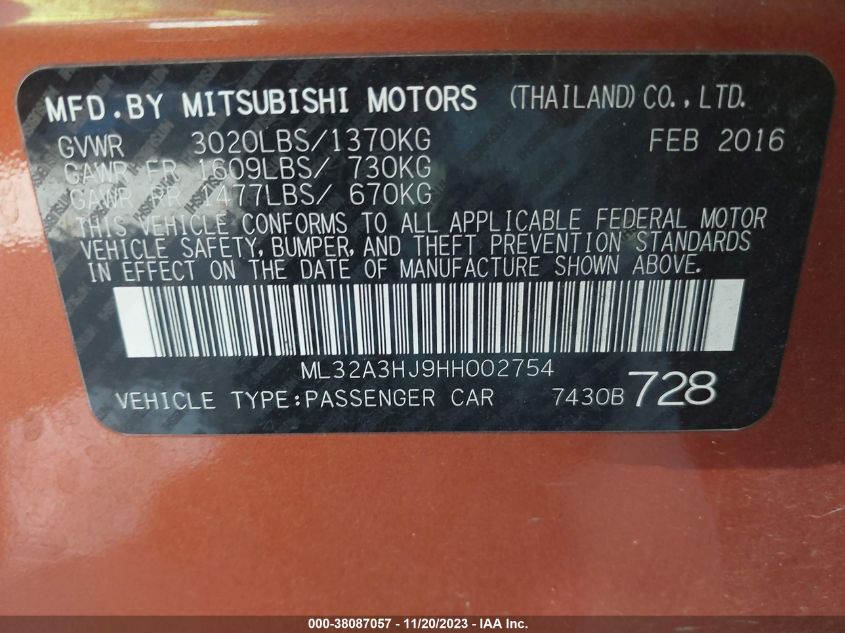 MFD.BY MITSUBISHI MOTORS (THAILAND) CO.,LTD.
GVWR 3020LBS/1370KG FEB 2016
GAWR FR 1609LBS/ 730KG
GAWR RR 1477LBS/ 670KG
THIS VEHICLE CONFORMS TO ALL APPLICABLE FEDERAL MOTOR
VEHICLE SAFETY, BUMPER, AND THEFT PREVENTION STANDARDS
IN EFFECT ON THE DATE OF MANUFACTURE SHOWN ABOVE.
ML32A3HJ9HH002754
VEHICLE TYPE:PASSENGER CAR 7430B 728
000-38087057 - 11/20/2023 - IAA Inc.